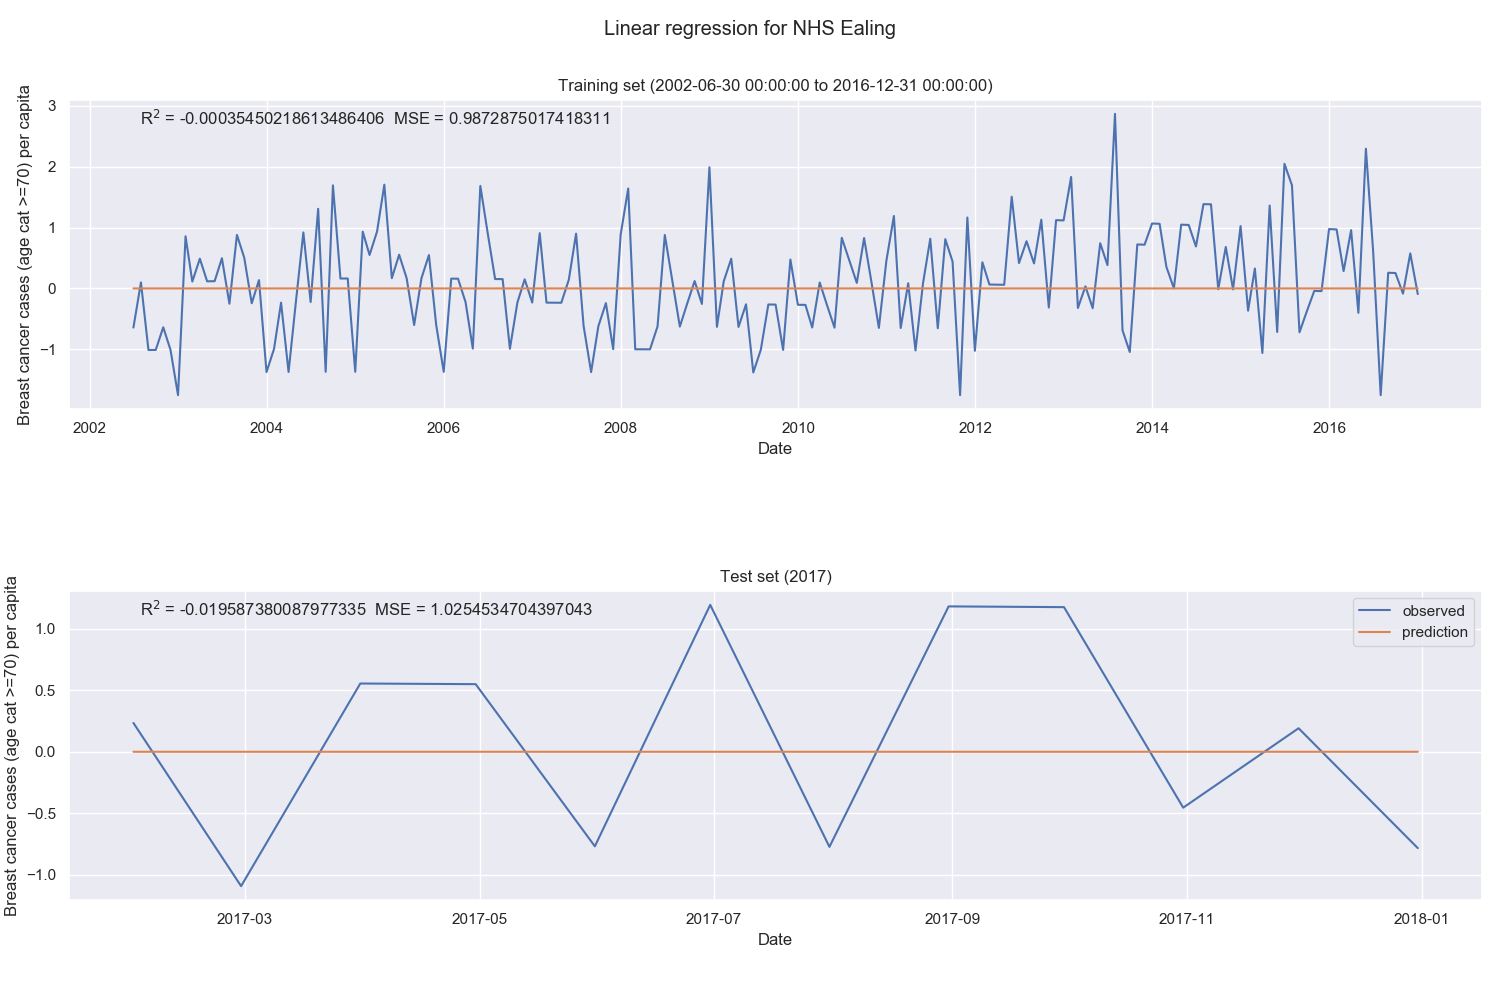 Linear regression for NHS Ealing
Training set (2002-06-30 00:00:00 to 2016-12-31 00:00:00)
R² = -0.00035450218613486406  MSE = 0.9872875017418311
Breast cancer cases (age cat >=70) per capita
3
2
1
0
−1
2002
2004
2006
2008
2010
2012
2014
2016
Date
Test set (2017)
R² = -0.019587380087977335  MSE = 1.0254534704397043
observed
prediction
Breast cancer cases (age cat >=70) per capita
1.0
0.5
0.0
−0.5
−1.0
2017-03
2017-05
2017-07
2017-09
2017-11
2018-01
Date